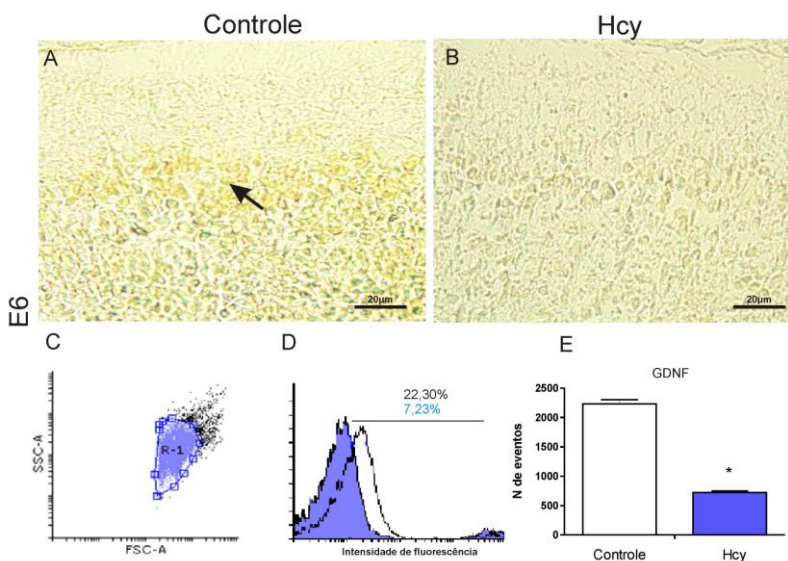 Controle
Hcy
A
B
E6
20µm
20µm
C
D
E
SSC-A
R-1
FSC-A
22,30%
7,23%
Intensidade de fluorescência
GDNF
N de eventos
2500
2000
1500
1000
500
0
*
Controle
Hcy